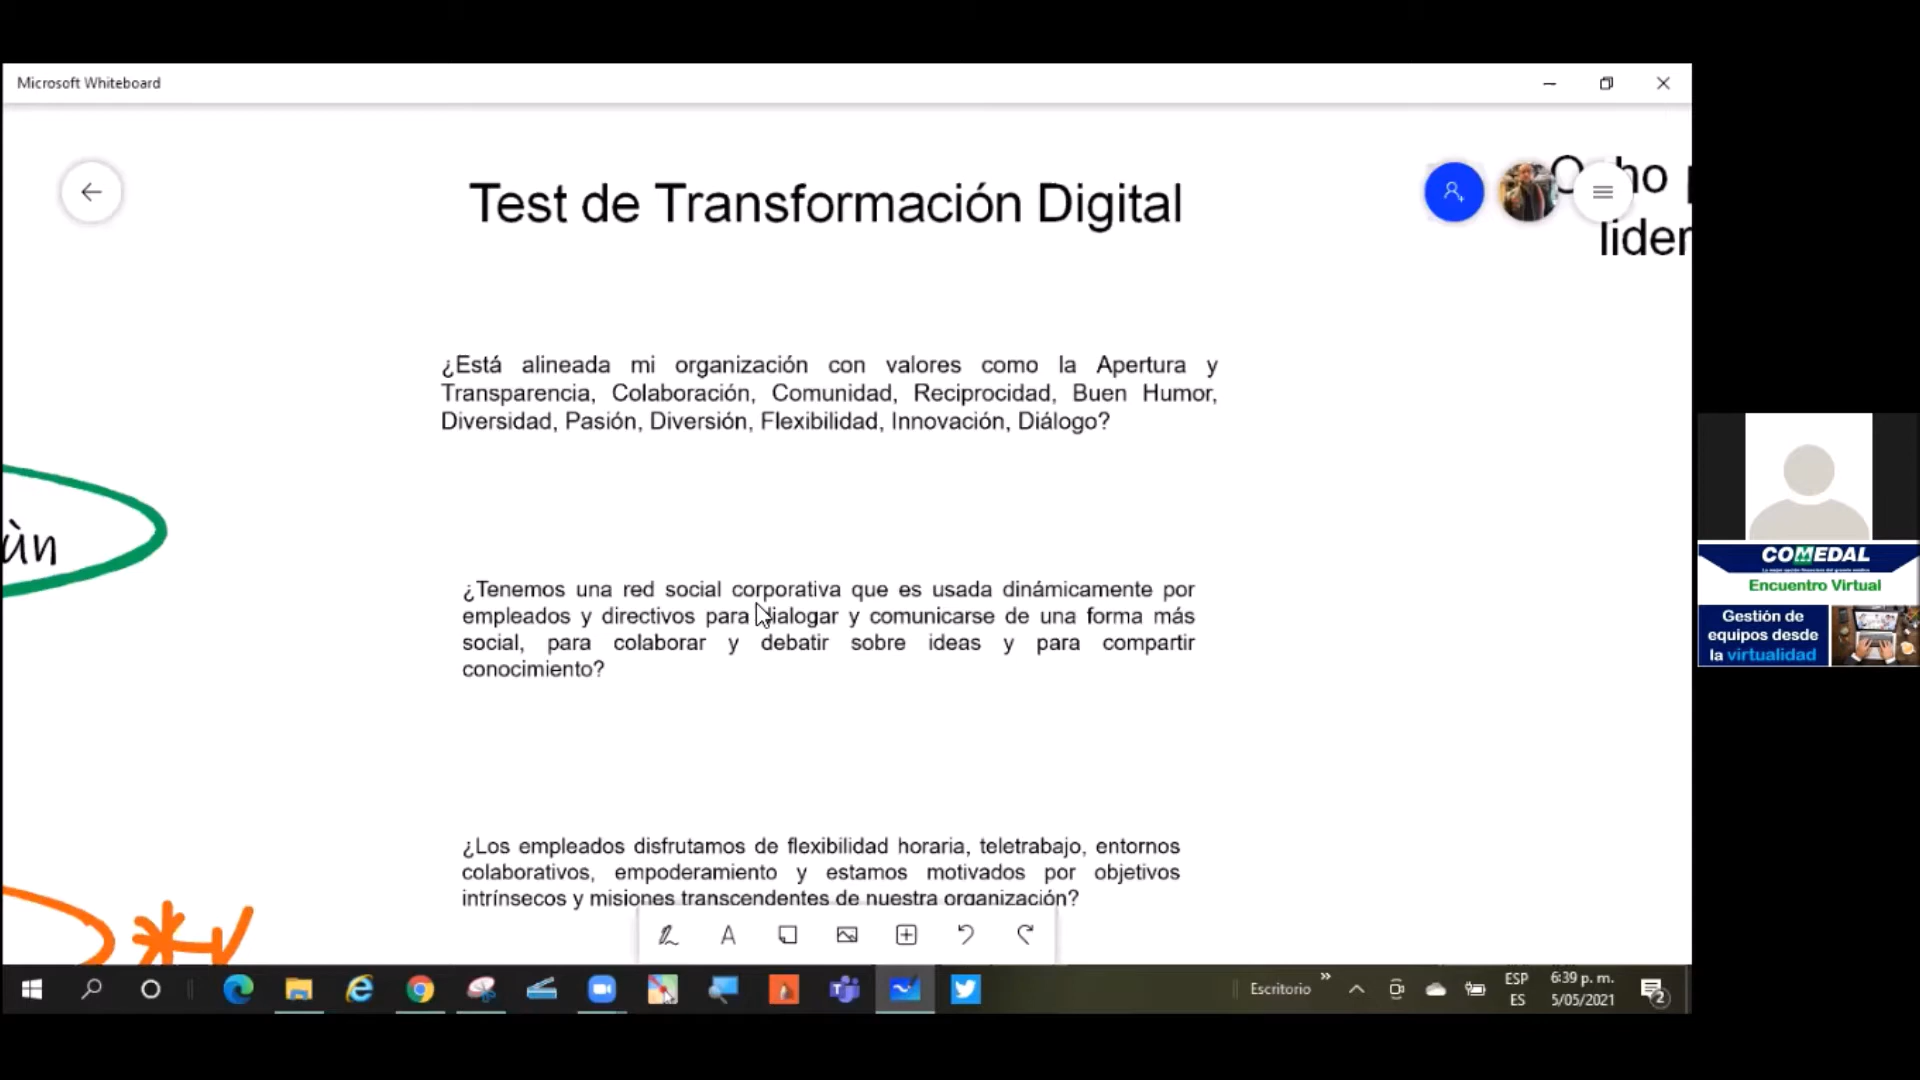 Microsoft Whiteboard
Test de Transformación Digital
lider
¿Está alineada mi organización con valores como la Apertura y
Transparencia, Colaboración, Comunidad, Reciprocidad, Buen Humor,
Diversidad, Pasión, Diversión, Flexibilidad, Innovación, Diálogo?
ùn
¿Tenemos una red social corporativa que es usada dinámicamente por
empleados y directivos para dialogar y comunicarse de una forma más
social, para colaborar y debatir sobre ideas y para compartir
conocimiento?
¿Los empleados disfrutamos de flexibilidad horaria, teletrabajo, entornos
colaborativos, empoderamiento y estamos motivados por objetivos
intrínsecos y misiones transcendentes de nuestra organización?
COMEDAL
Encuentro Virtual
Gestión de
equipos desde
la virtualidad
Escritorio
ESP
ES
6:39 p. m.
5/05/2021
2